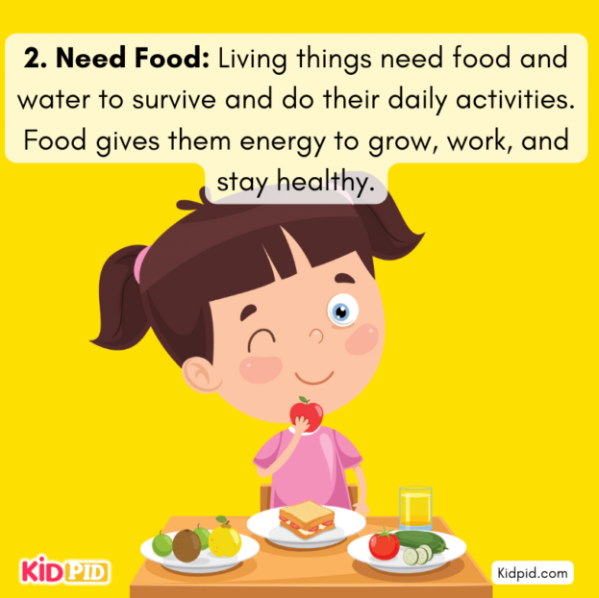 2. Need Food: Living things need food and
water to survive and do their daily activities.
Food gives them energy to grow, work, and
stay healthy.
KiDPiD
Kidpid.com